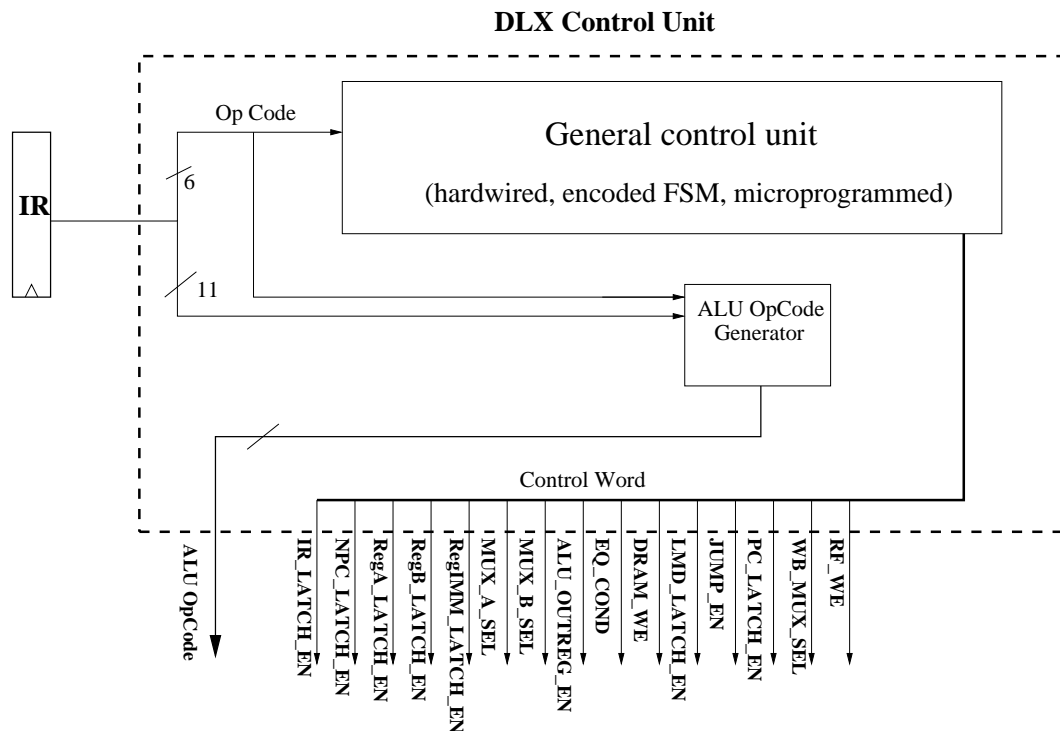 DLX Control Unit
Op Code
General control unit
(hardwired, encoded FSM, microprogrammed)
6
IR
11
ALU OpCode
Generator
Control Word
ALU OpCode
IR_LATCH_EN
NPC_LATCH_EN
RegA_LATCH_EN
RegB_LATCH_EN
RegIMM_LATCH_EN
MUX_A_SEL
MUX_B_SEL
ALU_OUTREG_EN
EQ_COND
DRAM_WE
LMD_LATCH_EN
JUMP_EN
PC_LATCH_EN
WB_MUX_SEL
RF_WE